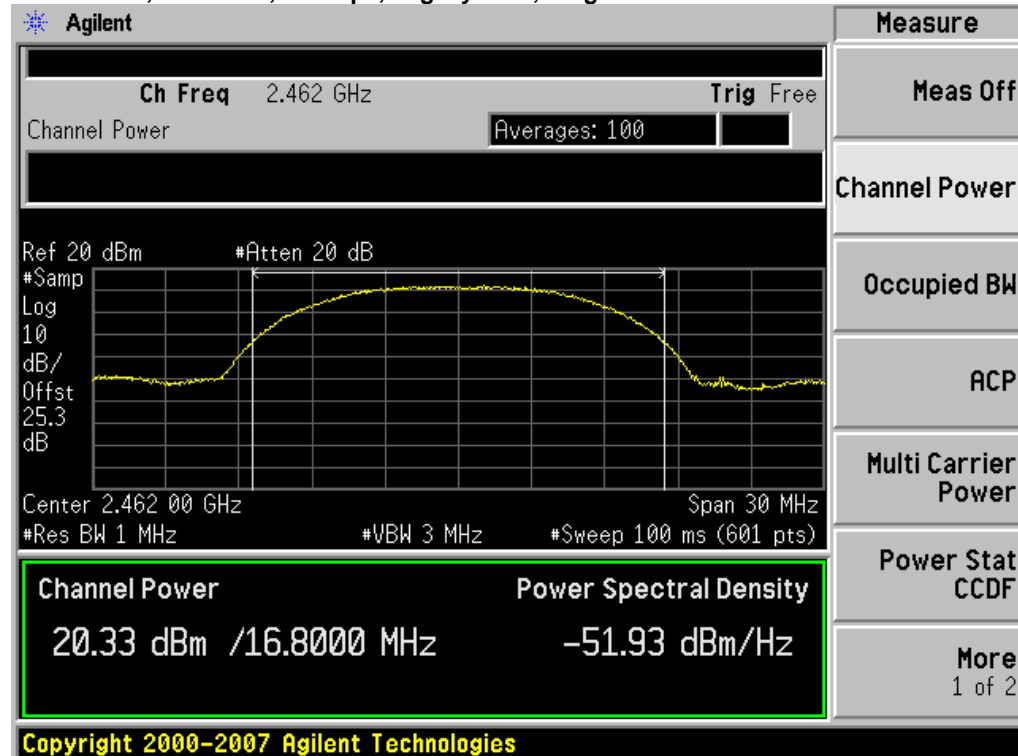 Agilent
Measure
Ch Freq 2.462 GHz Trig Free
Channel Power Averages: 100
Ref 20 dBm #Atten 20 dB
#Samp
Log
10
dB/
Offst
25.3
dB
Center 2.462 00 GHz Span 30 MHz
#Res BW 1 MHz #VBW 3 MHz #Sweep 100 ms (601 pts)
Channel Power Power Spectral Density
20.33 dBm /16.8000 MHz -51.93 dBm/Hz
Meas Off
Channel Power
Occupied BW
ACP
Multi Carrier
Power
Power Stat
CCDF
More
1 of 2
Copyright 2000-2007 Agilent Technologies